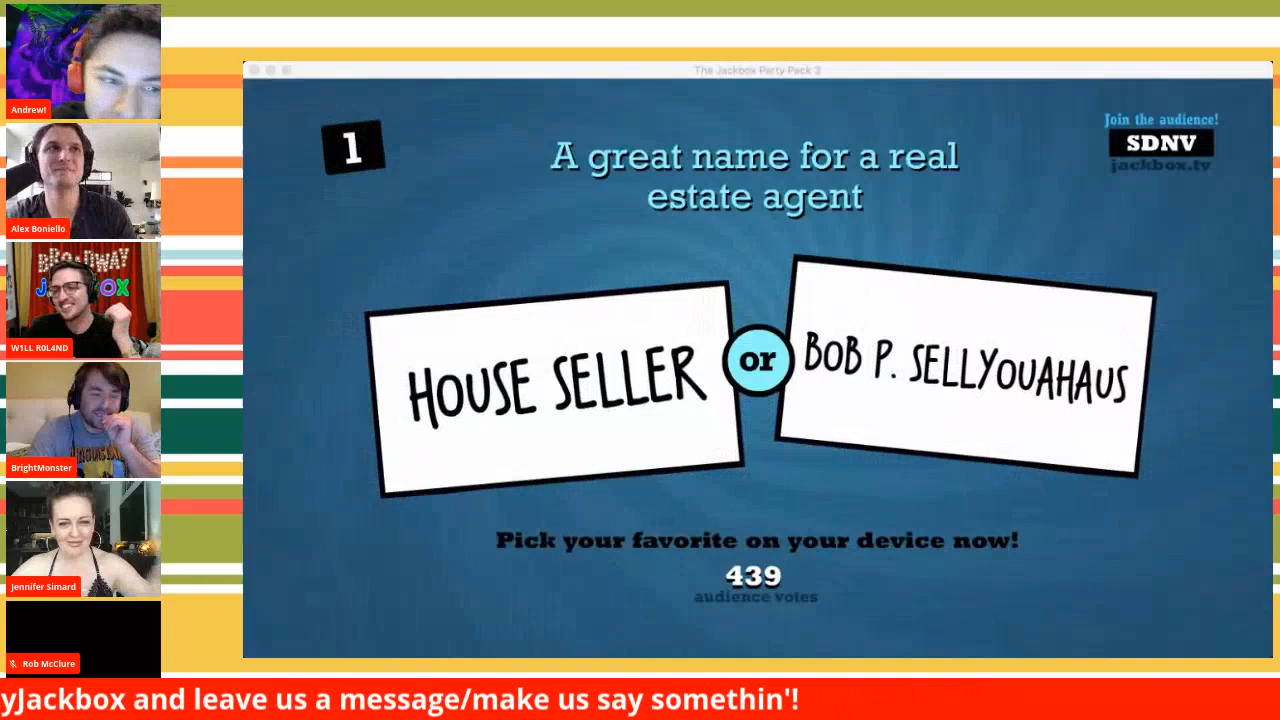 Andrew!
Alex Boniello
BROADWAY
W1LL R0L4ND
BrightMonster
Jennifer Simard
Rob McClure
The Jackbox Party Pack 3
1
A great name for a real
estate agent
Join the audience!
SDNV
jackbox.tv
HOUSE SELLER
or
BOB P. SELLYOUAHAUS
Pick your favorite on your device now!
439
audience votes
yJackbox and leave us a message/make us say somethin'!